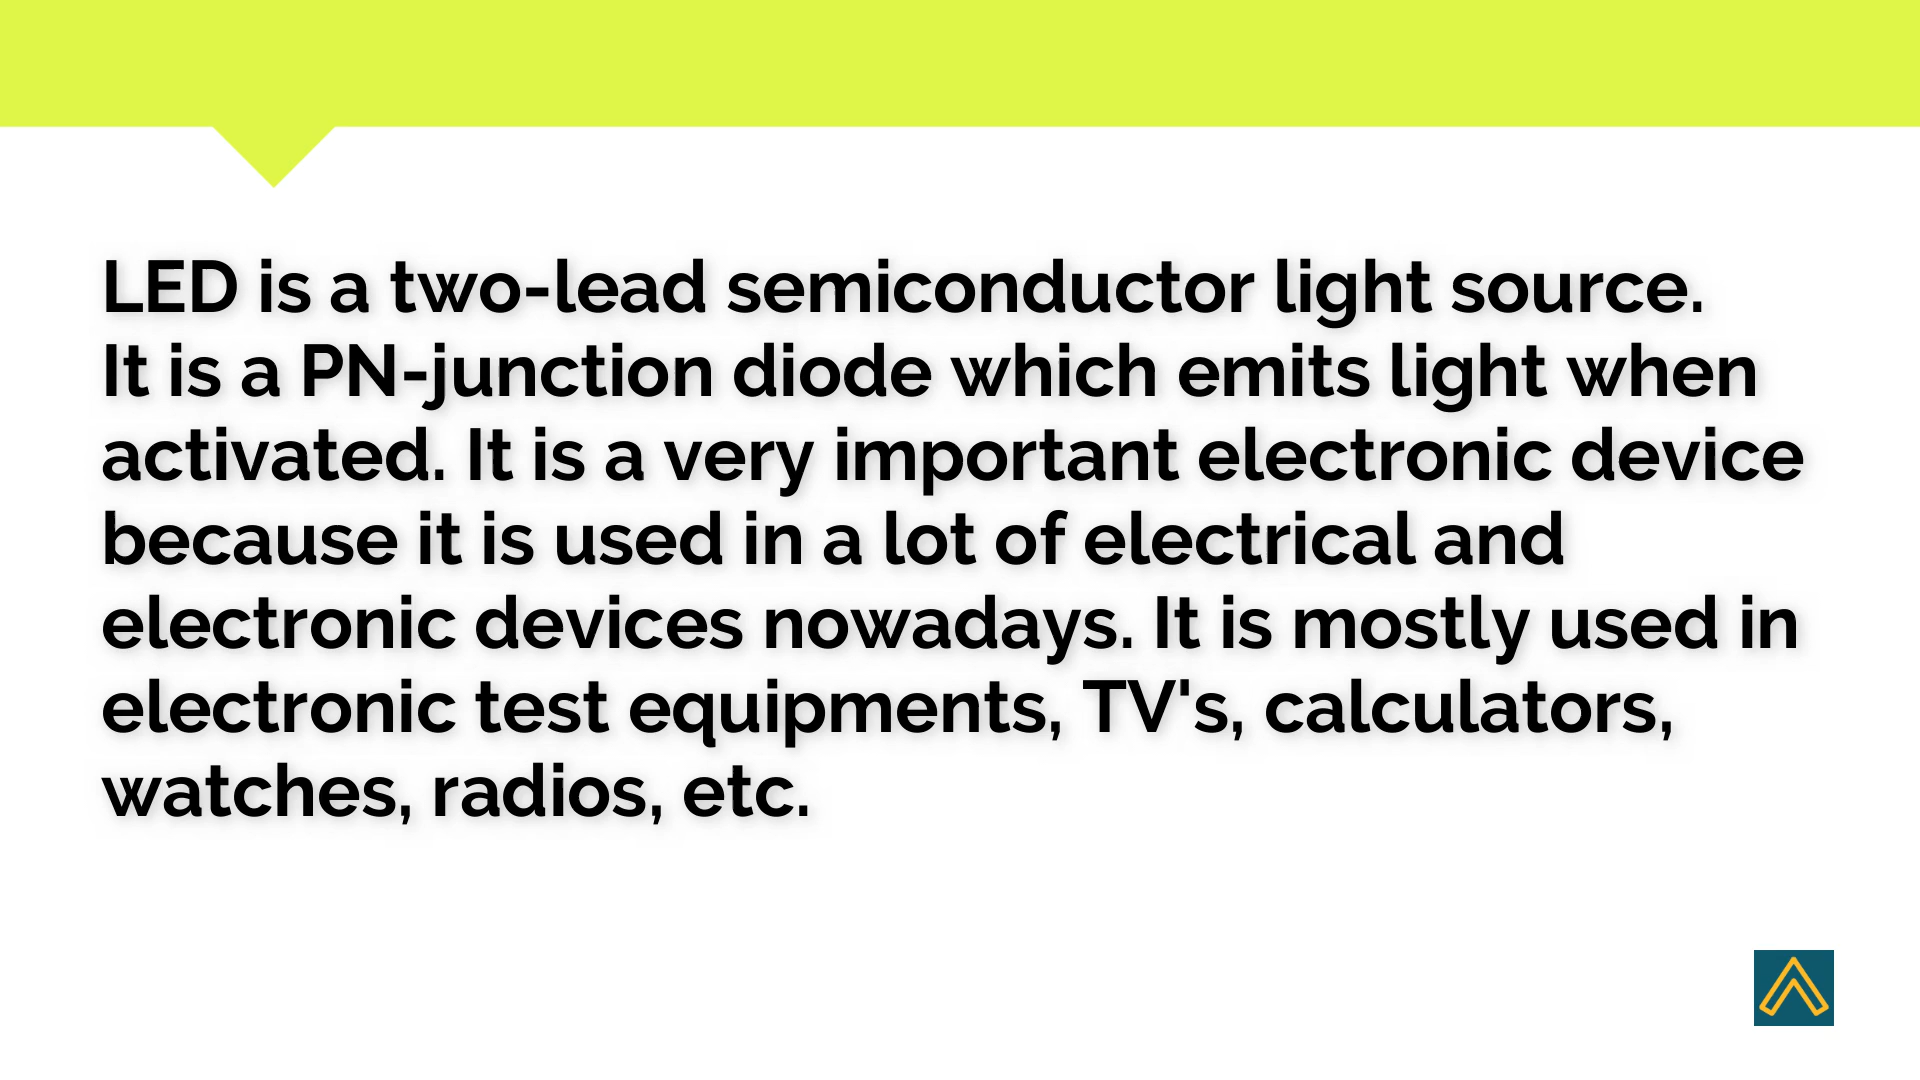 LED is a two-lead semiconductor light source.
It is a PN-junction diode which emits light when
activated. It is a very important electronic device
because it is used in a lot of electrical and
electronic devices nowadays. It is mostly used in
electronic test equipments, TV's, calculators,
watches, radios, etc.